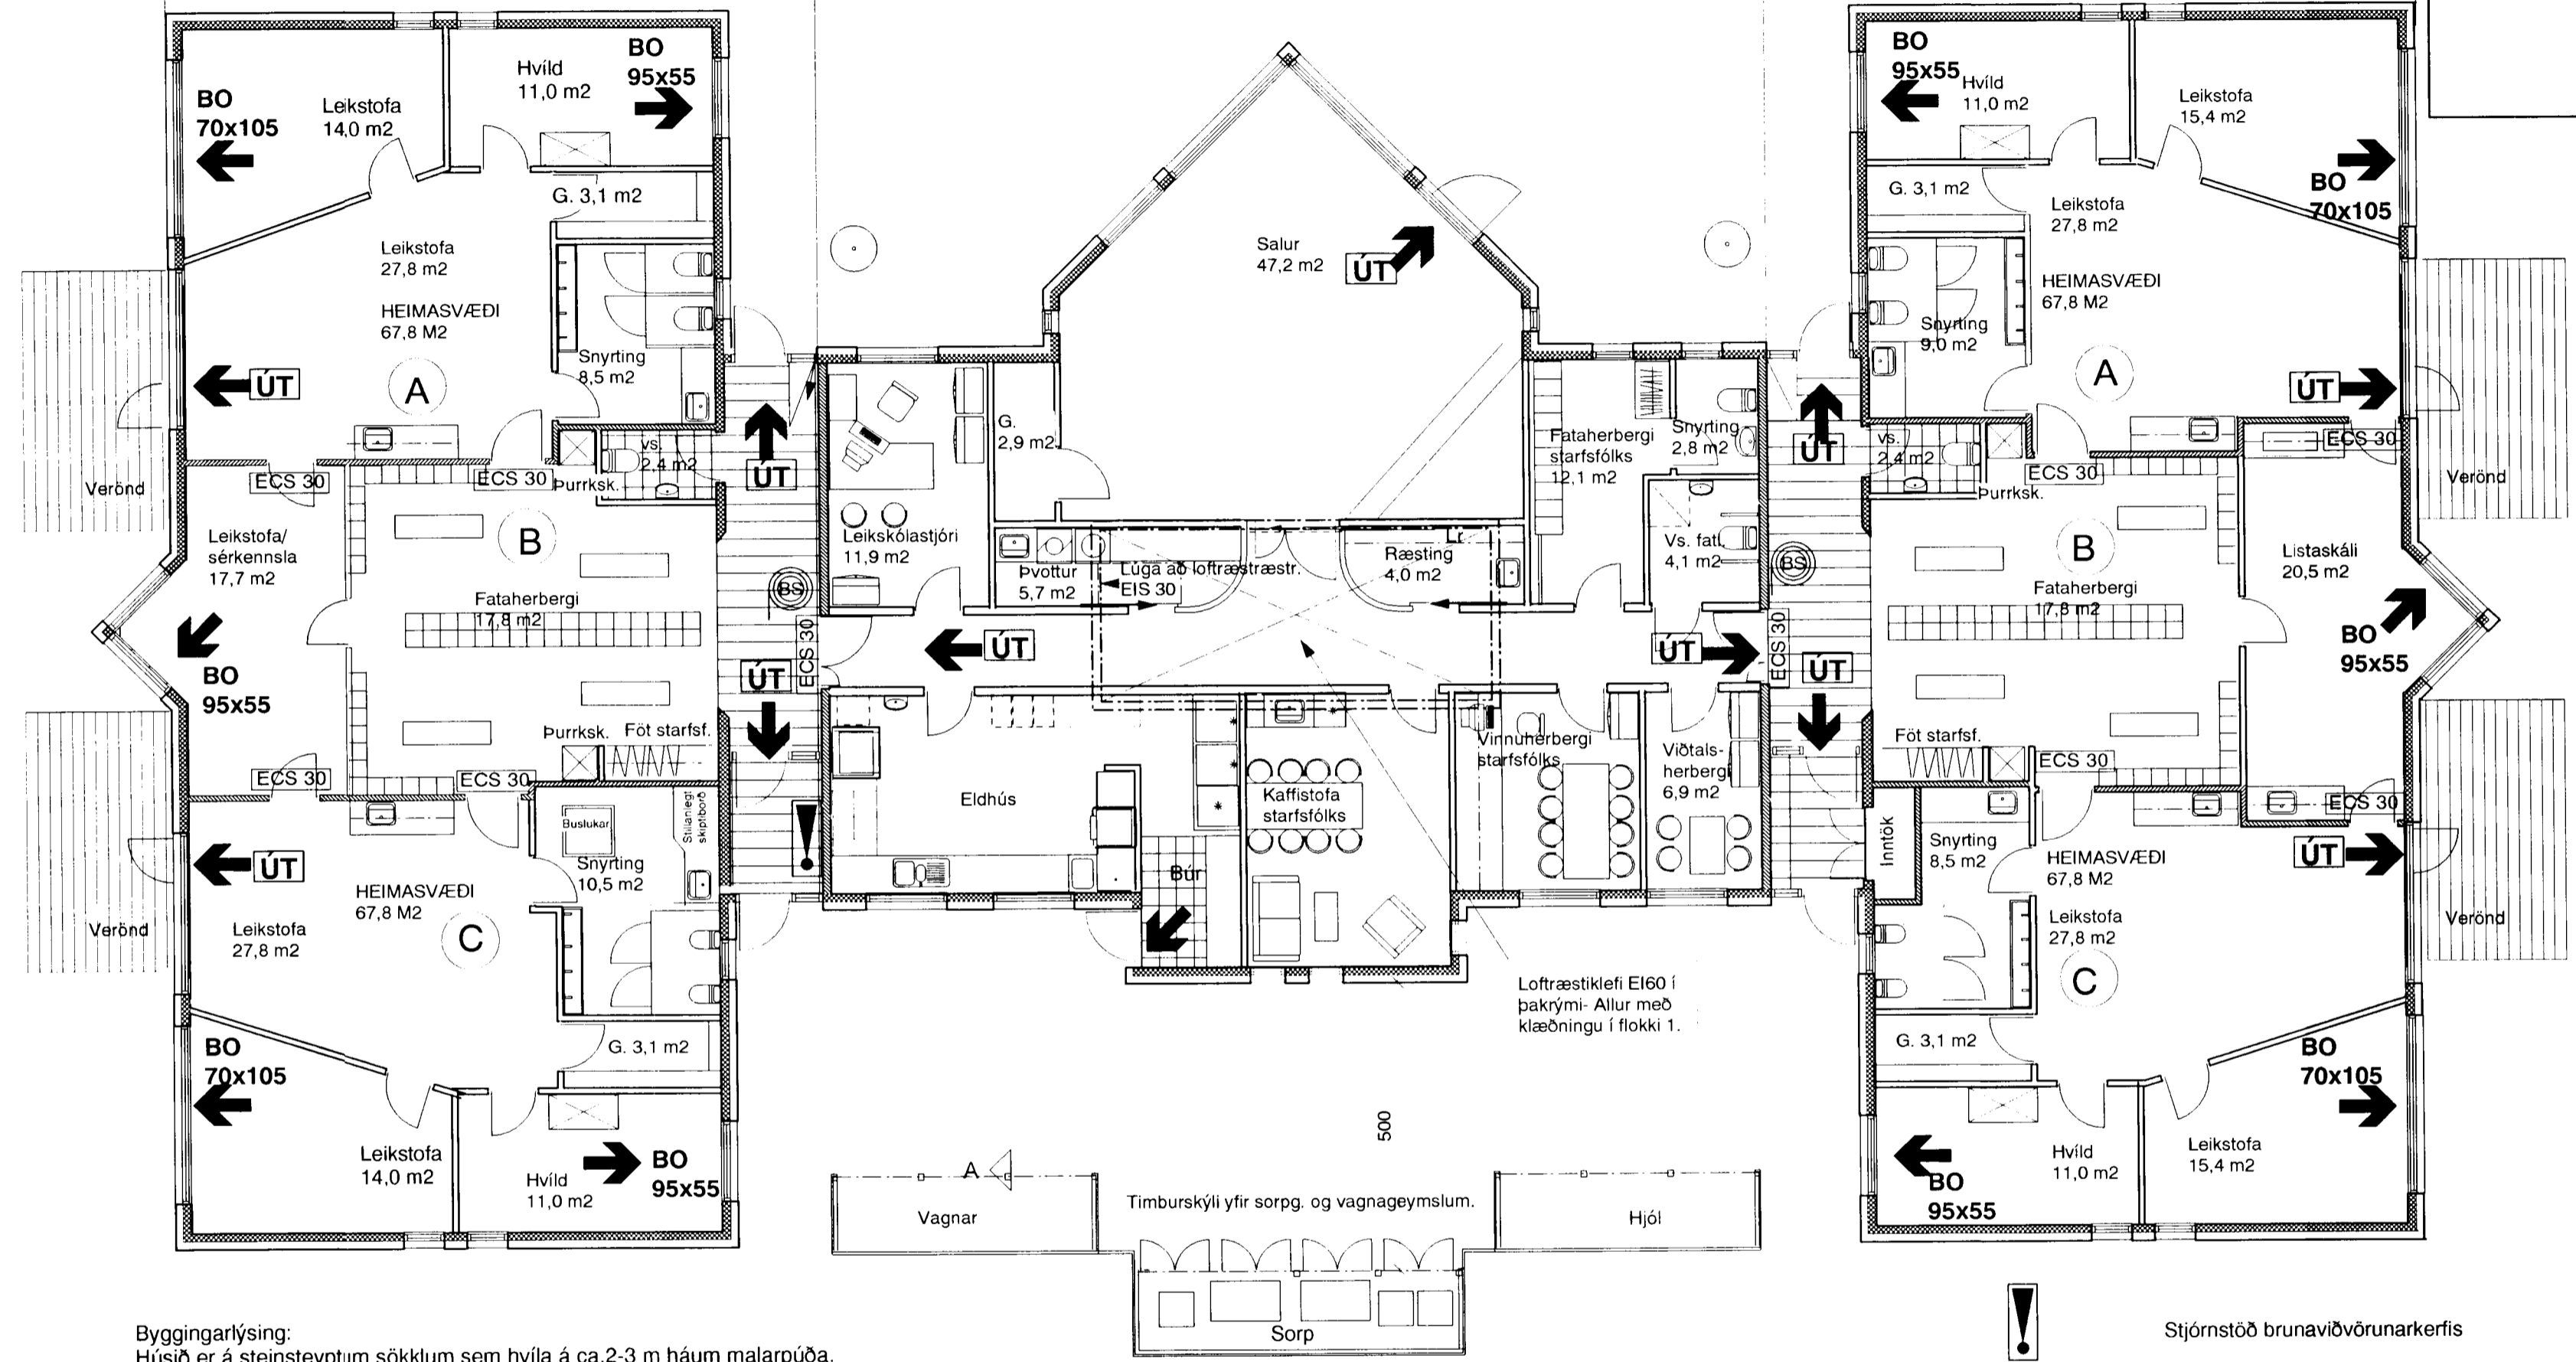 BO
70x105
Leikstofa
14,0 m2
Hvíld
11,0 m2
BO
95x55
G. 3,1 m2
Leikstofa
27,8 m2
HEIMASVÆÐI
67,8 M2
Snyrting
8,5 m2
ÚT
A
Verönd
ECS 30
ECS 30
Þurrksk.
vs.
2,4 m2
ÚT
Leikstofa/
sérkennsla
17,7 m2
B
Fataherbergi
17,8 m2
BS
ECS 30
ÚT
BO
95x55
Þurrksk.
Föt starfsf.
ECS 30
ECS 30
Buslukar
Stillanlegt
skiptiborð
Snyrting
10,5 m2
ÚT
HEIMASVÆÐI
67,8 M2
Verönd
Leikstofa
27,8 m2
C
G. 3,1 m2
BO
70x105
Leikstofa
14,0 m2
Hvíld
11,0 m2
BO
95x55
Salur
47,2 m2
ÚT
G.
2,9 m2
Leikskólastjóri
11,9 m2
Þvottur
5,7 m2
Lúga að loftræstræstr.
EIS 30
Ræsting
4,0 m2
Fataherbergi
starfsfólks
12,1 m2
Snyrting
2,8 m2
Vs. fatl.
4,1 m2
ÚT
ÚT
Eldhús
Búr
Kaffistofa
starfsfólks
Vinnuherbergi
starfsfólks
Viðtals-
herbergi
6,9 m2
Loftræstiklefi EI60 í
þakrými- Allur með
klæðningu í flokki 1.
500
A
Vagnar
Timburskýli yfir sorpg. og vagnageymslum.
Hjól
Sorp
BO
95x55
Hvíld
11,0 m2
Leikstofa
15,4 m2
BO
70x105
G. 3,1 m2
Leikstofa
27,8 m2
HEIMASVÆÐI
67,8 M2
Snyrting
9,0 m2
A
ÚT
ÚT
vs.
2,4 m2
Þurrksk.
ECS 30
ECS 30
Verönd
BS
B
Fataherbergi
17,8 m2
Listaskáli
20,5 m2
ECS 30
ÚT
BO
95x55
Föt starfsf.
ECS 30
ECS 30
Inntök
Snyrting
8,5 m2
HEIMASVÆÐI
67,8 M2
ÚT
Leikstofa
27,8 m2
Verönd
C
G. 3,1 m2
BO
70x105
Hvíld
11,0 m2
Leikstofa
15,4 m2
BO
95x55
Byggingarlýsing:
Húsið er á steinsteyptum sökklum sem hvíla á ca.2-3 m háum malarpúða.
Stjórnstöð brunaviðvörunarkerfis